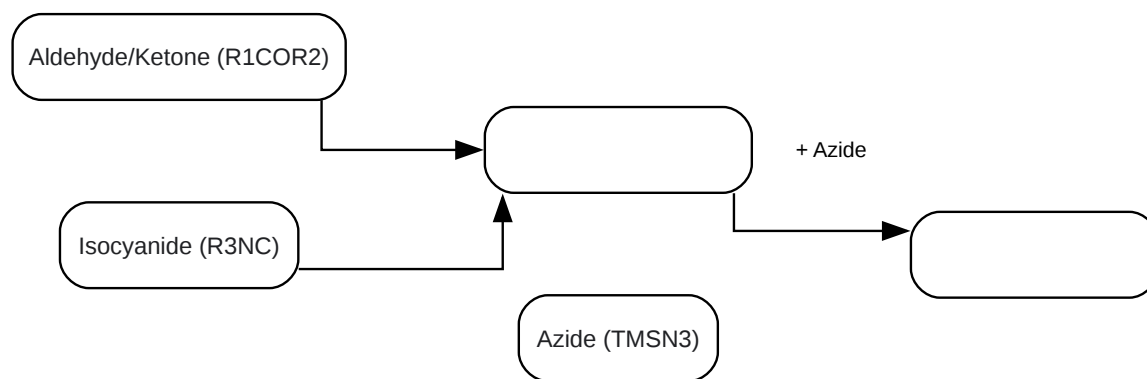 Aldehyde/Ketone (R1COR2)
+ Azide
Isocyanide (R3NC)
Azide (TMSN3)